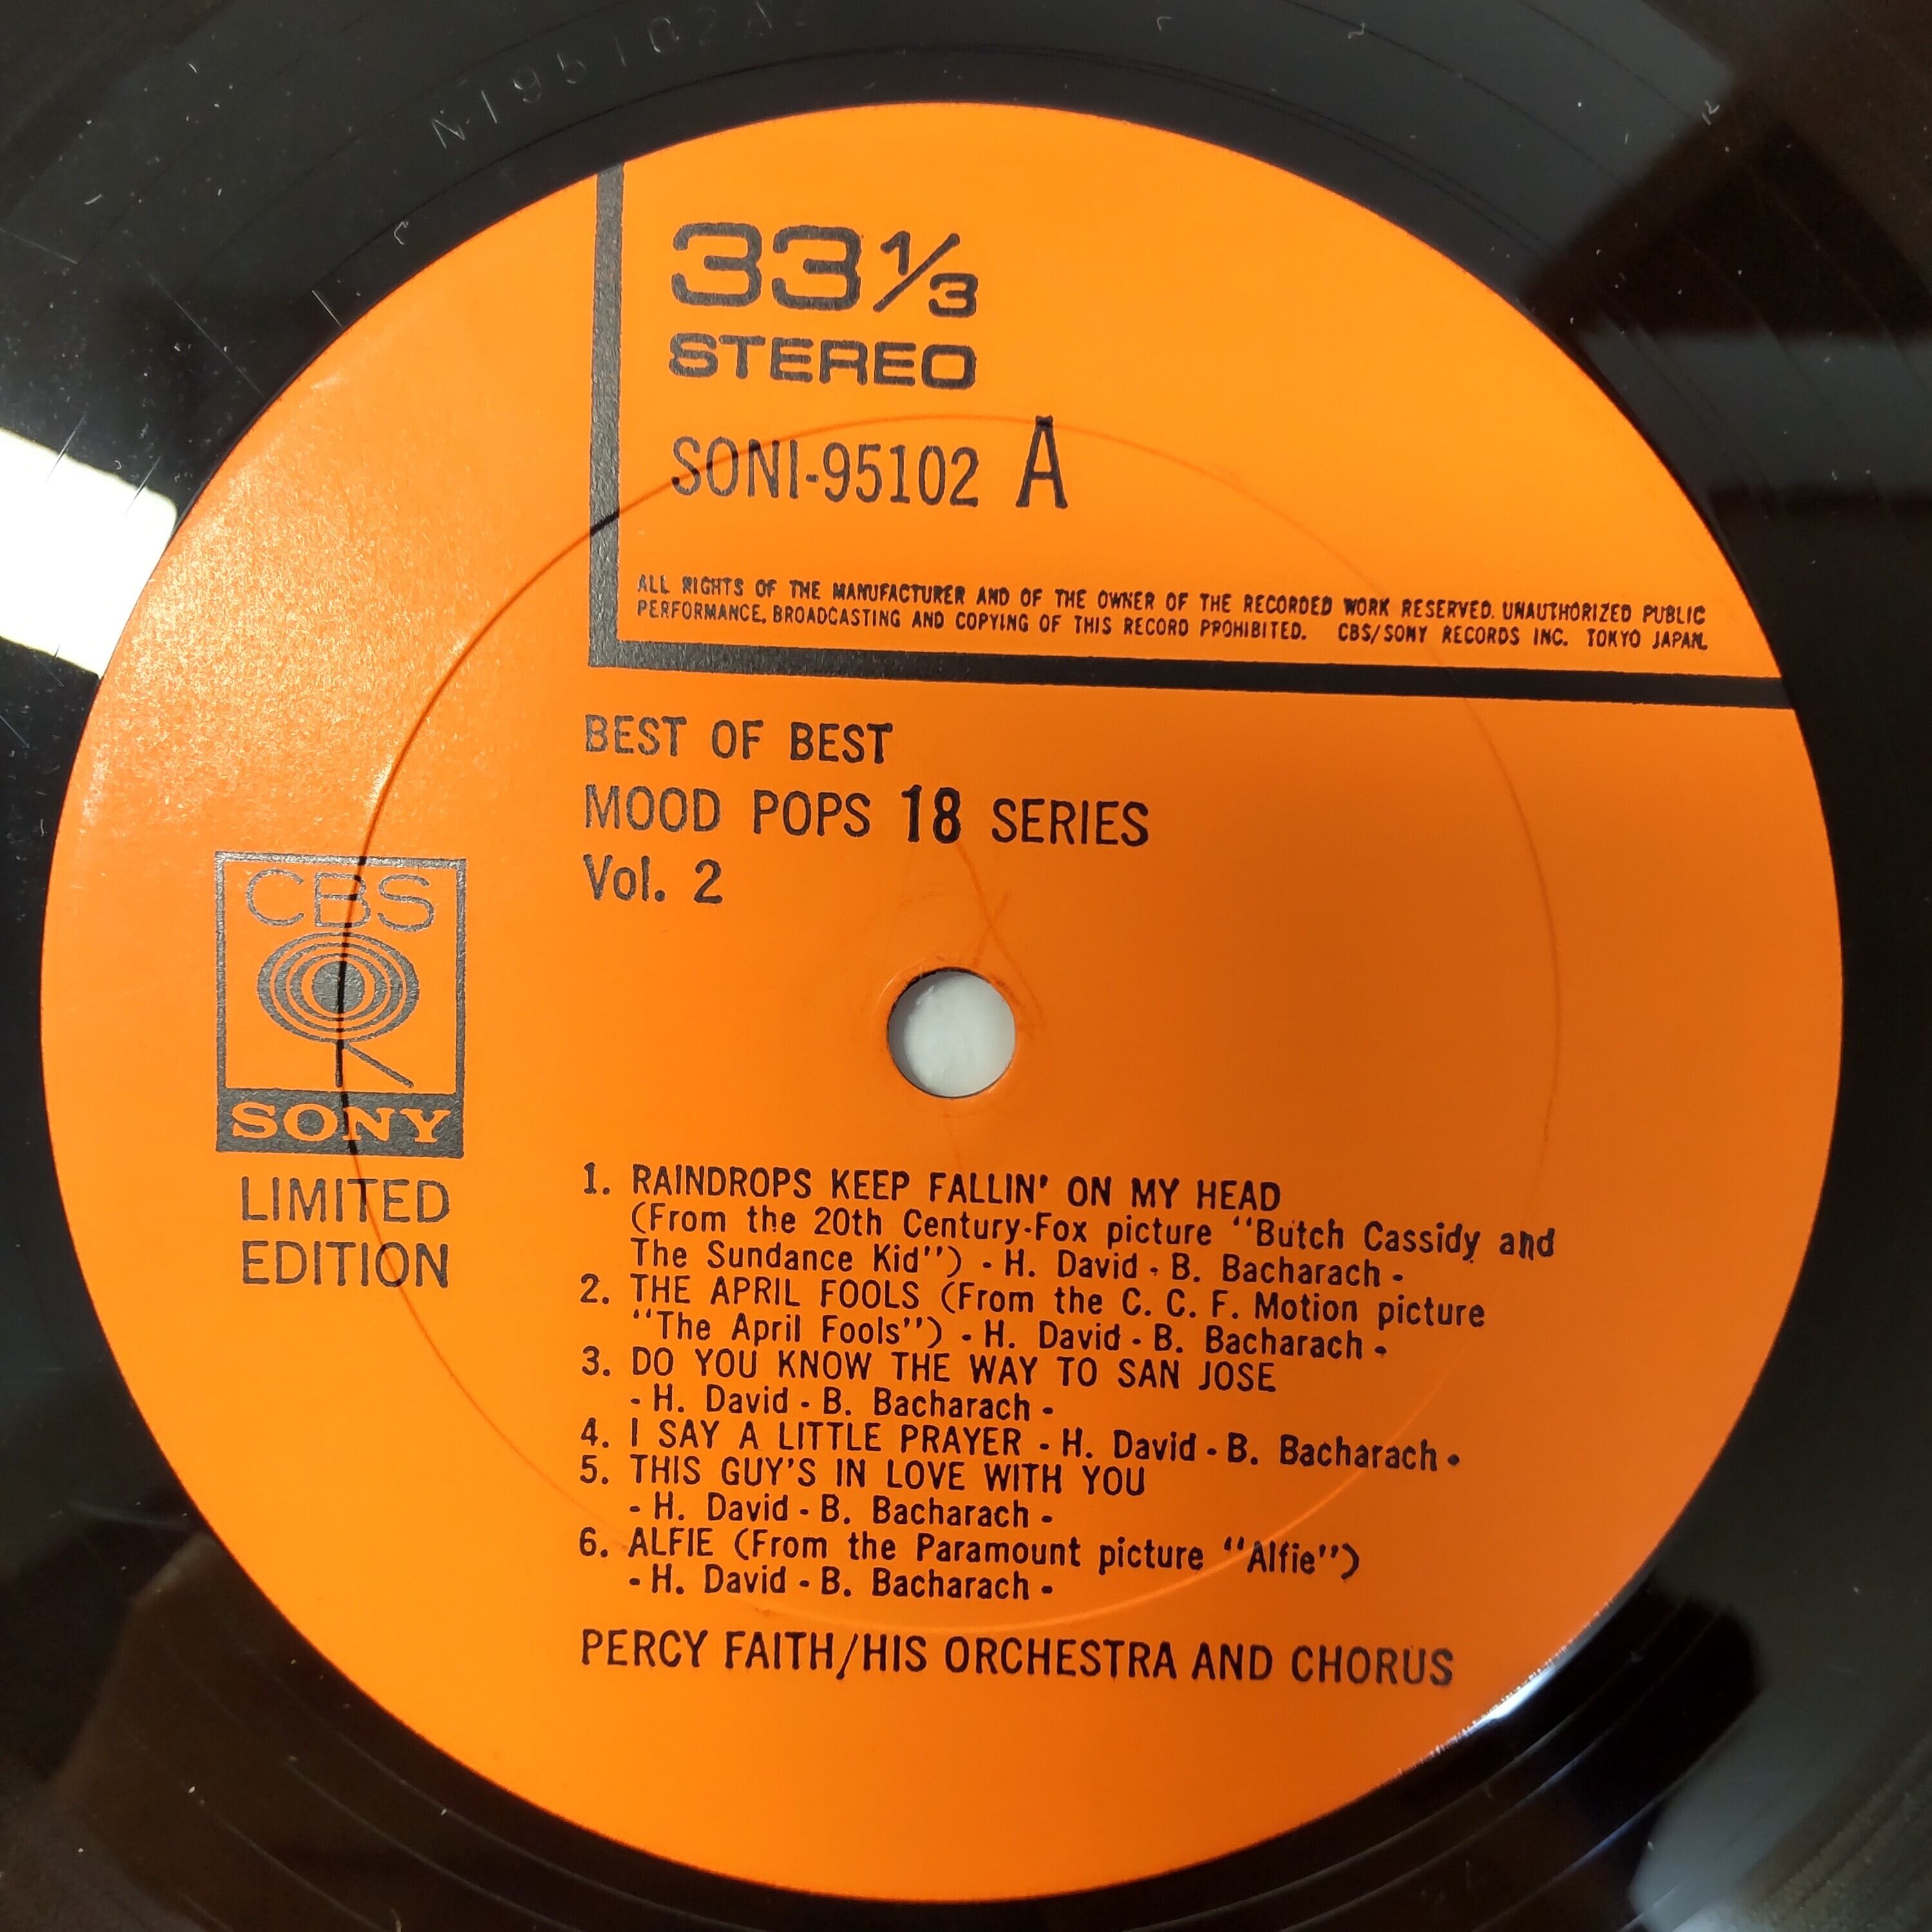 N195102A2
33 1/3
STEREO
SONI-95102 A
ALL RIGHTS OF THE MANUFACTURER AND OF THE OWNER OF THE RECORDED WORK RESERVED. UNAUTHORIZED PUBLIC
PERFORMANCE, BROADCASTING AND COPYING OF THIS RECORD PROHIBITED. CBS/SONY RECORDS INC. TOKYO JAPAN.
BEST OF BEST
MOOD POPS 18 SERIES
Vol. 2
CBS
SONY
LIMITED
EDITION
1. RAINDROPS KEEP FALLIN' ON MY HEAD
(From the 20th Century-Fox picture "Butch Cassidy and
The Sundance Kid") - H. David - B. Bacharach -
2. THE APRIL FOOLS (From the C. C. F. Motion picture
"The April Fools") - H. David - B. Bacharach -
3. DO YOU KNOW THE WAY TO SAN JOSE
- H. David - B. Bacharach -
4. I SAY A LITTLE PRAYER - H. David - B. Bacharach -
5. THIS GUY'S IN LOVE WITH YOU
- H. David - B. Bacharach -
6. ALFIE (From the Paramount picture "Alfie")
- H. David - B. Bacharach -
PERCY FAITH/HIS ORCHESTRA AND CHORUS